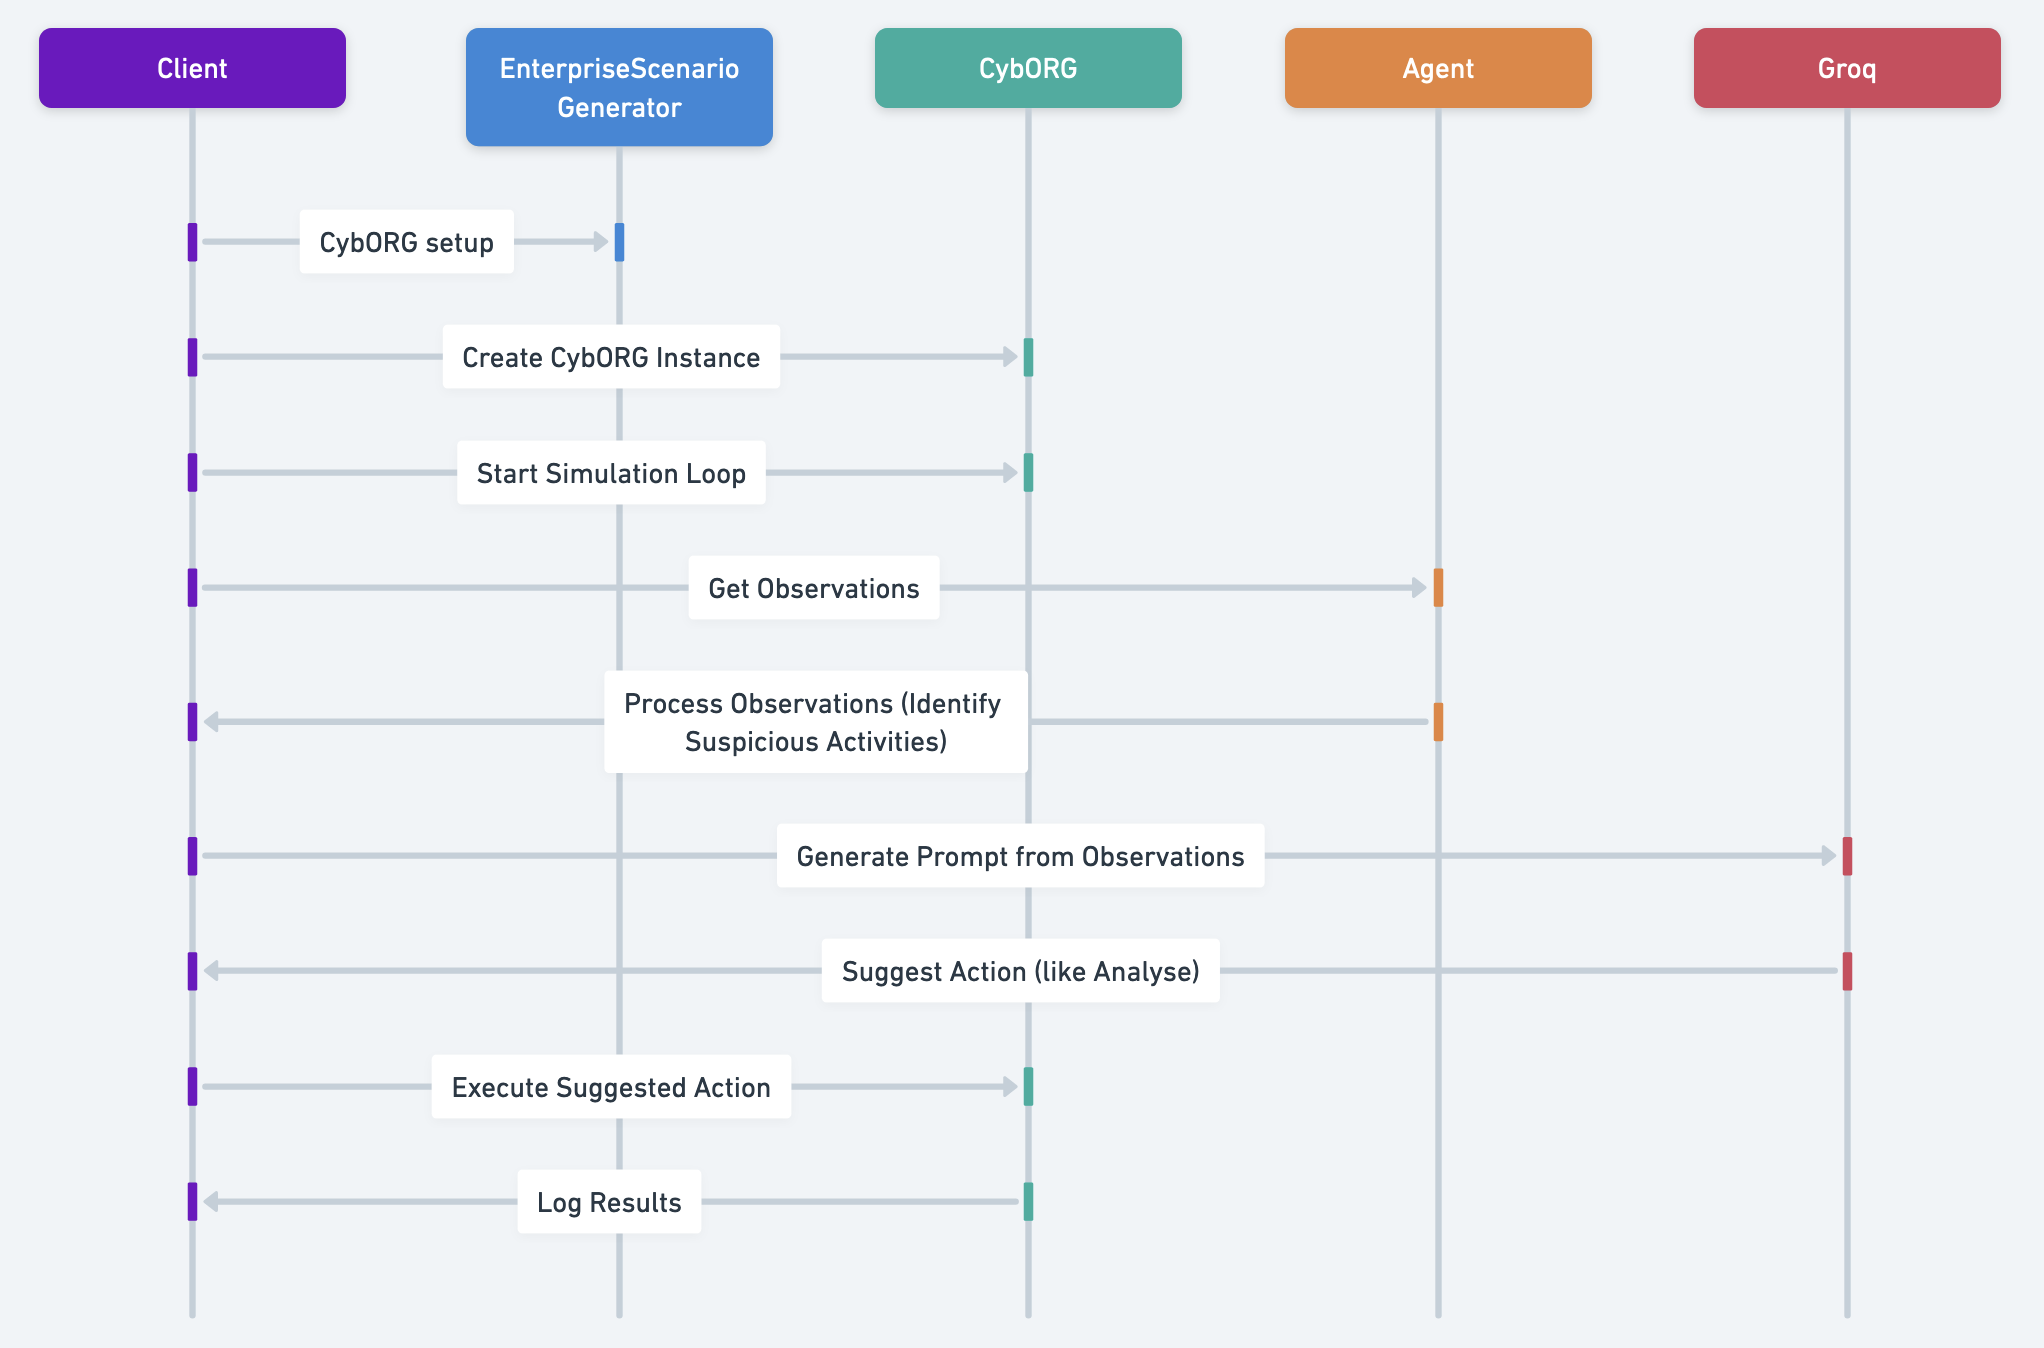 Client
EnterpriseScenario
Generator
CybORG
Agent
Groq
CybORG setup
Create CybORG Instance
Start Simulation Loop
Get Observations
Process Observations (Identify
Suspicious Activities)
Generate Prompt from Observations
Suggest Action (like Analyse)
Execute Suggested Action
Log Results